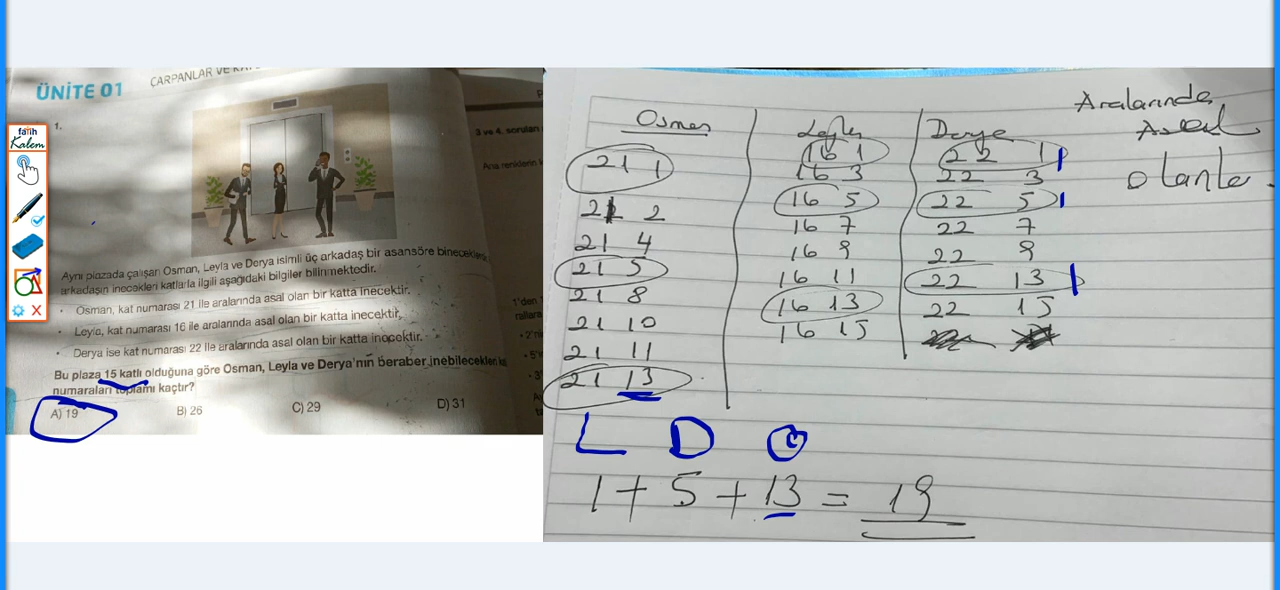 ÜNİTE 01
ÇARPANLAR VE
fatih
Kalem
1.
3 ve 4. soruları
Aynı plazada çalışan Osman, Leyla ve Derya isimli üç arkadaş bir asansöre binecekler
arkadaşın inecekleri katlarla ilgili aşağıdaki bilgiler bilinmektedir.
• Osman, kat numarası 21 ile aralarında asal olan bir katta inecektir.
• Leyla, kat numarası 16 ile aralarında asal olan bir katta inecektir,
• Derya ise kat numarası 22 ile aralarında asal olan bir katta inecektir.
Bu plaza 15 katlı olduğuna göre Osman, Leyla ve Derya'nın beraber inebilecekleri
numaraları toplamı kaçtır?
A) 19 B) 26 C) 29 D) 31
1'den
Aralarında
Asal
olanla
Osman Leyla Derya
21 1 16 1 22 1
16 3 22 3
21 2 16 5 22 5
21 4 16 7 22 7
21 5 16 9 22 9
21 8 16 11 22 13
21 10 16 13 22 15
21 11 16 15
21 13
L D O
1 + 5 + 13 = 19